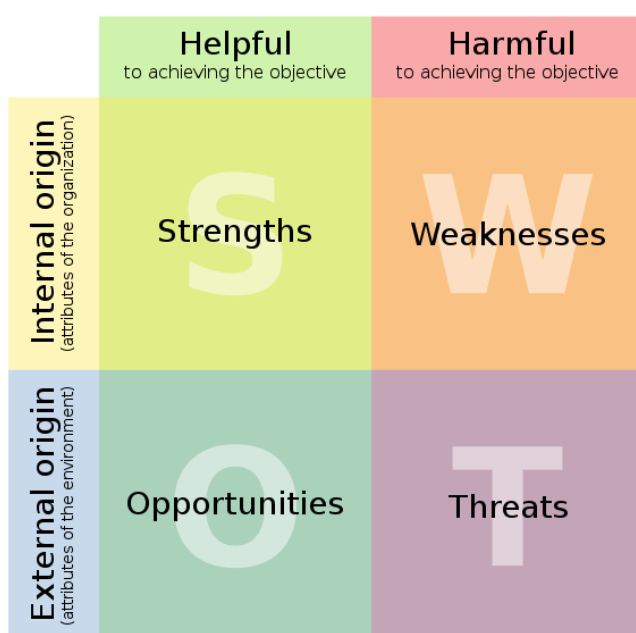 Helpful
to achieving the objective
Harmful
to achieving the objective
Internal origin
(attributes of the organization)
S
Strengths
W
Weaknesses
External origin
(attributes of the environment)
O
Opportunities
T
Threats